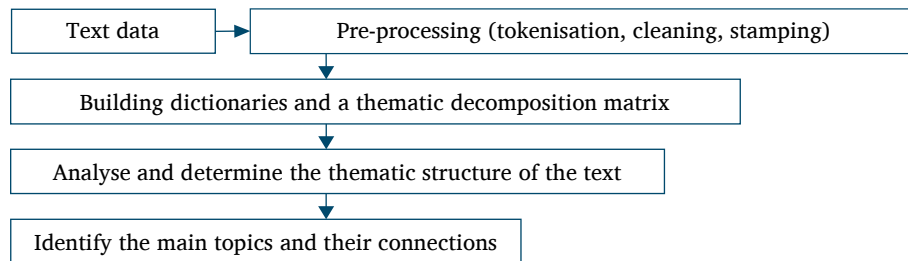 Text data
Pre-processing (tokenisation, cleaning, stamping)
Building dictionaries and a thematic decomposition matrix
Analyse and determine the thematic structure of the text
Identify the main topics and their connections